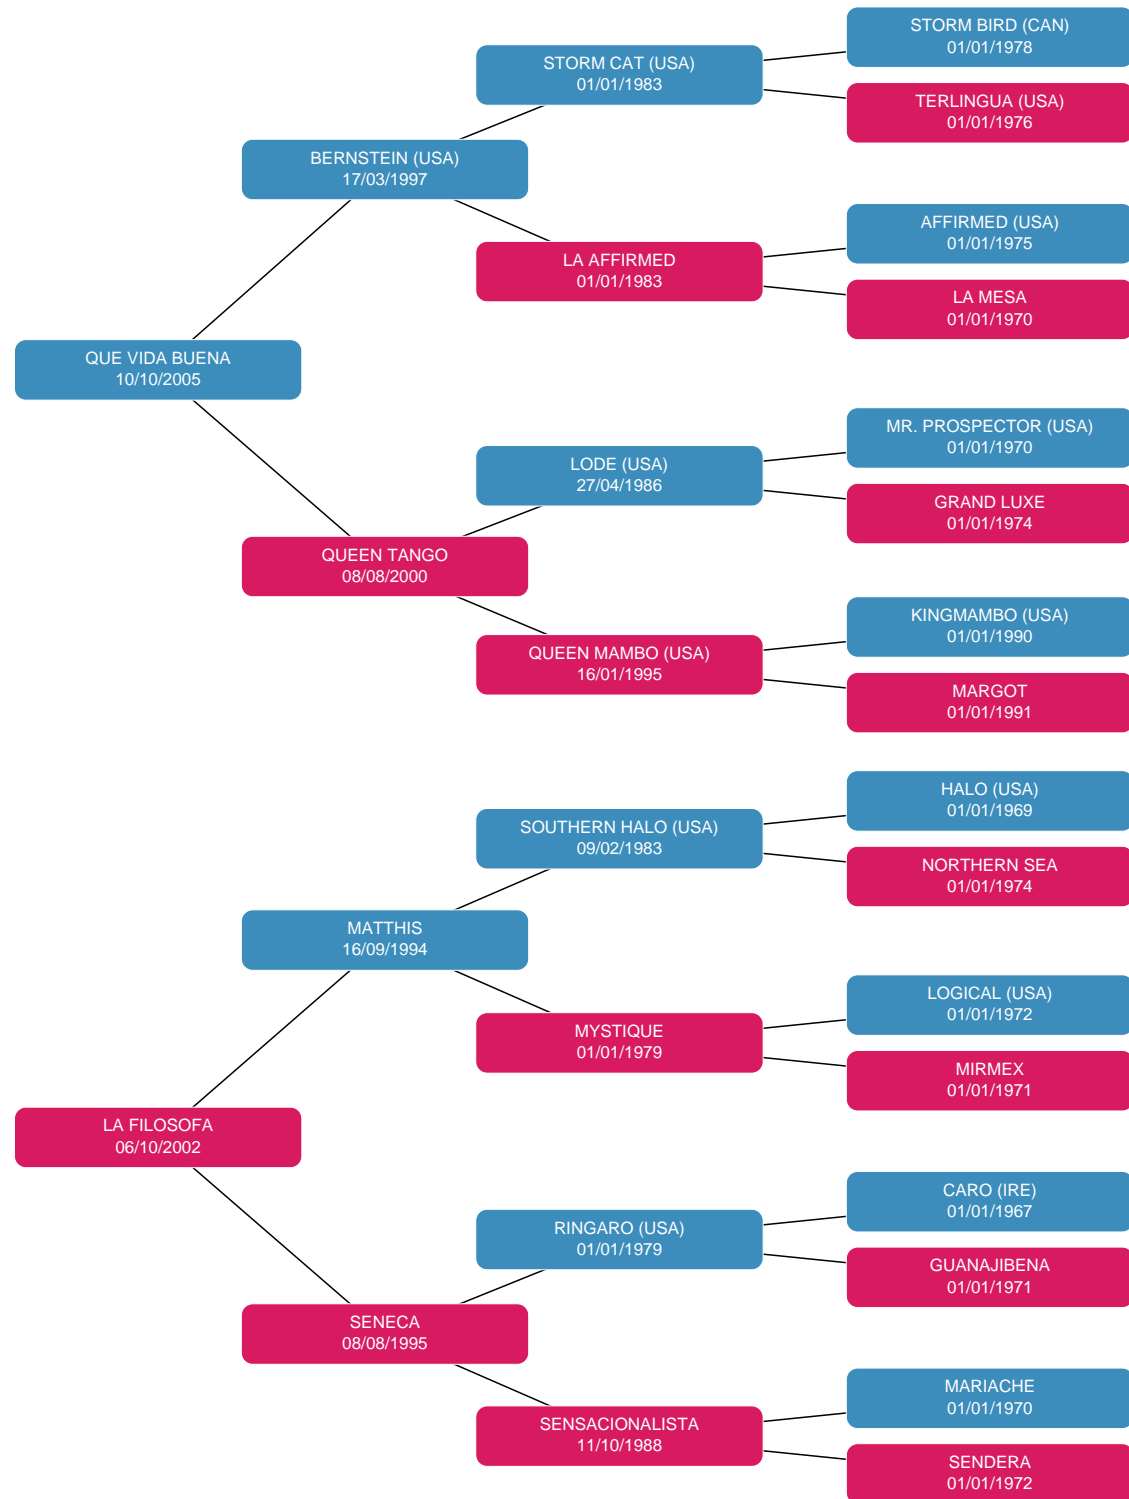 STORM BIRD (CAN)
01/01/1978
STORM CAT (USA)
01/01/1983
TERLINGUA (USA)
01/01/1976
BERNSTEIN (USA)
17/03/1997
AFFIRMED (USA)
01/01/1975
LA AFFIRMED
01/01/1983
LA MESA
01/01/1970
QUE VIDA BUENA
10/10/2005
MR. PROSPECTOR (USA)
01/01/1970
LODE (USA)
27/04/1986
GRAND LUXE
01/01/1974
QUEEN TANGO
08/08/2000
KINGMAMBO (USA)
01/01/1990
QUEEN MAMBO (USA)
16/01/1995
MARGOT
01/01/1991
HALO (USA)
01/01/1969
SOUTHERN HALO (USA)
09/02/1983
NORTHERN SEA
01/01/1974
MATTHIS
16/09/1994
LOGICAL (USA)
01/01/1972
MYSTIQUE
01/01/1979
MIRMEX
01/01/1971
LA FILOSOFA
06/10/2002
CARO (IRE)
01/01/1967
RINGARO (USA)
01/01/1979
GUANAJIBENA
01/01/1971
SENECA
08/08/1995
MARIACHE
01/01/1970
SENSACIONALISTA
11/10/1988
SENDERA
01/01/1972